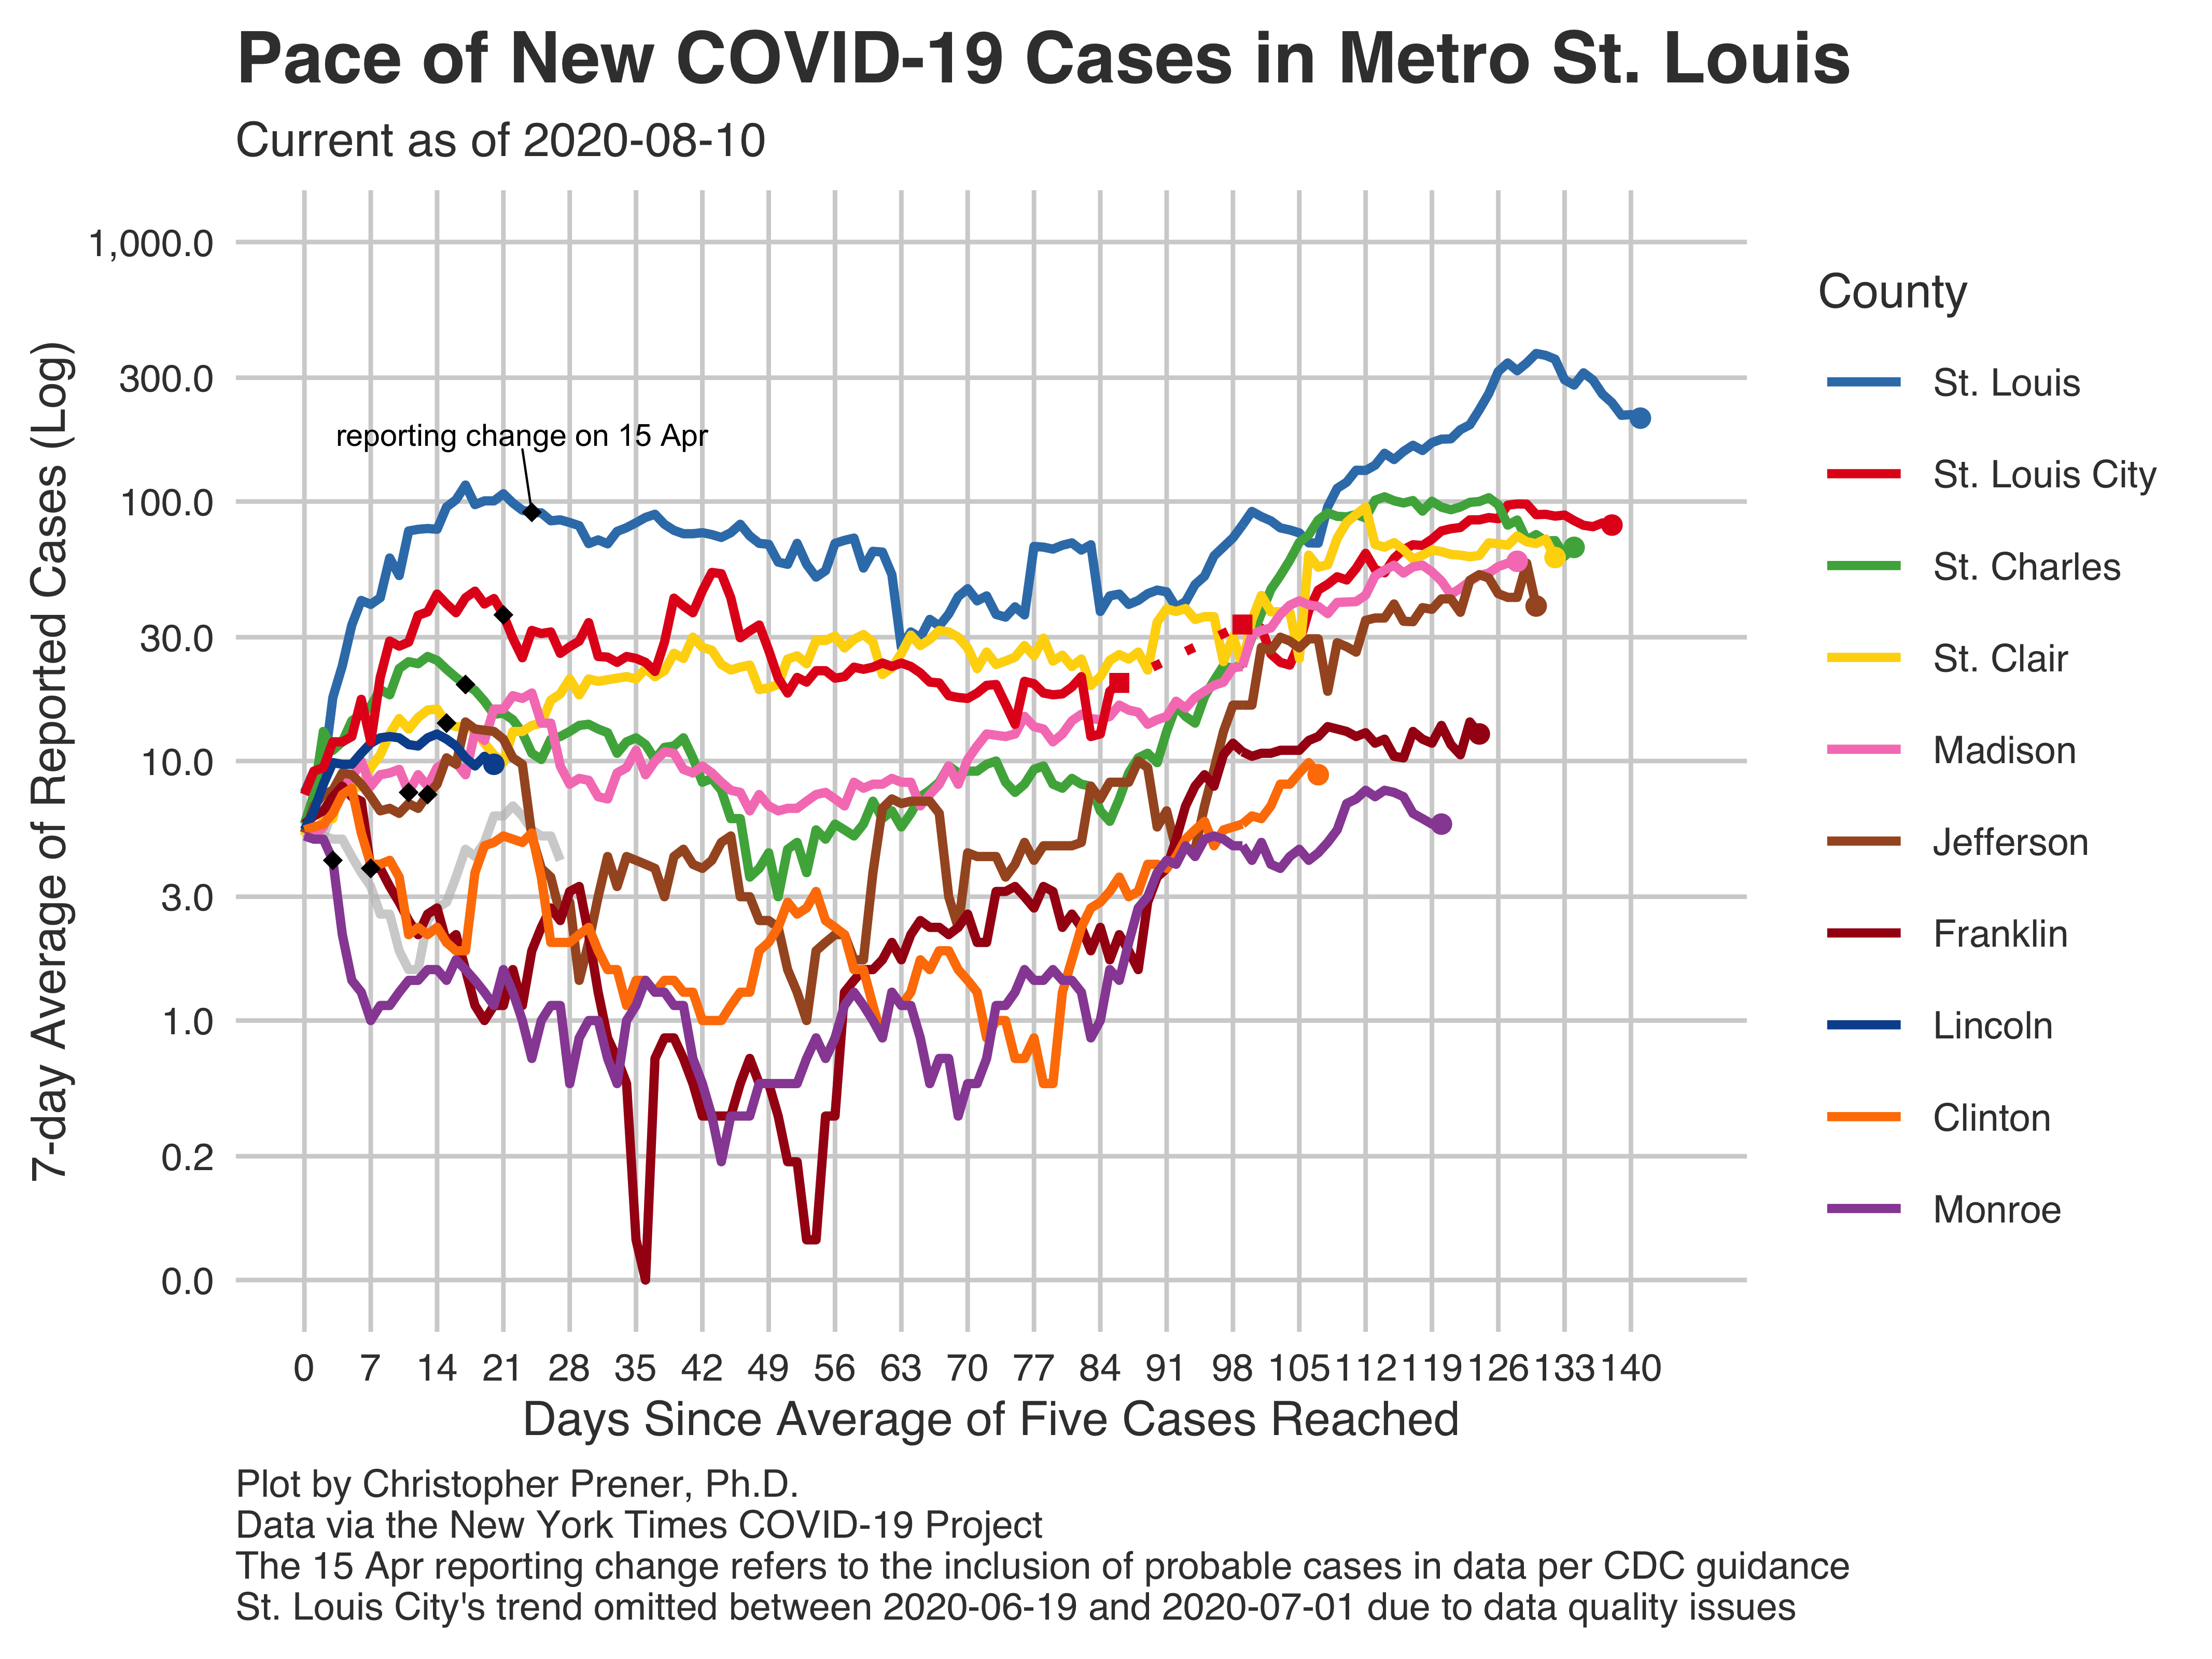 Pace of New COVID-19 Cases in Metro St. Louis
Current as of 2020-08-10
7-day Average of Reported Cases (Log)
1,000.0
300.0
100.0
30.0
10.0
3.0
1.0
0.2
0.0
reporting change on 15 Apr
0 7 14 21 28 35 42 49 56 63 70 77 84 91 98 105 112 119 126 133 140
Days Since Average of Five Cases Reached
County
St. Louis
St. Louis City
St. Charles
St. Clair
Madison
Jefferson
Franklin
Lincoln
Clinton
Monroe
Plot by Christopher Prener, Ph.D.
Data via the New York Times COVID-19 Project
The 15 Apr reporting change refers to the inclusion of probable cases in data per CDC guidance
St. Louis City's trend omitted between 2020-06-19 and 2020-07-01 due to data quality issues